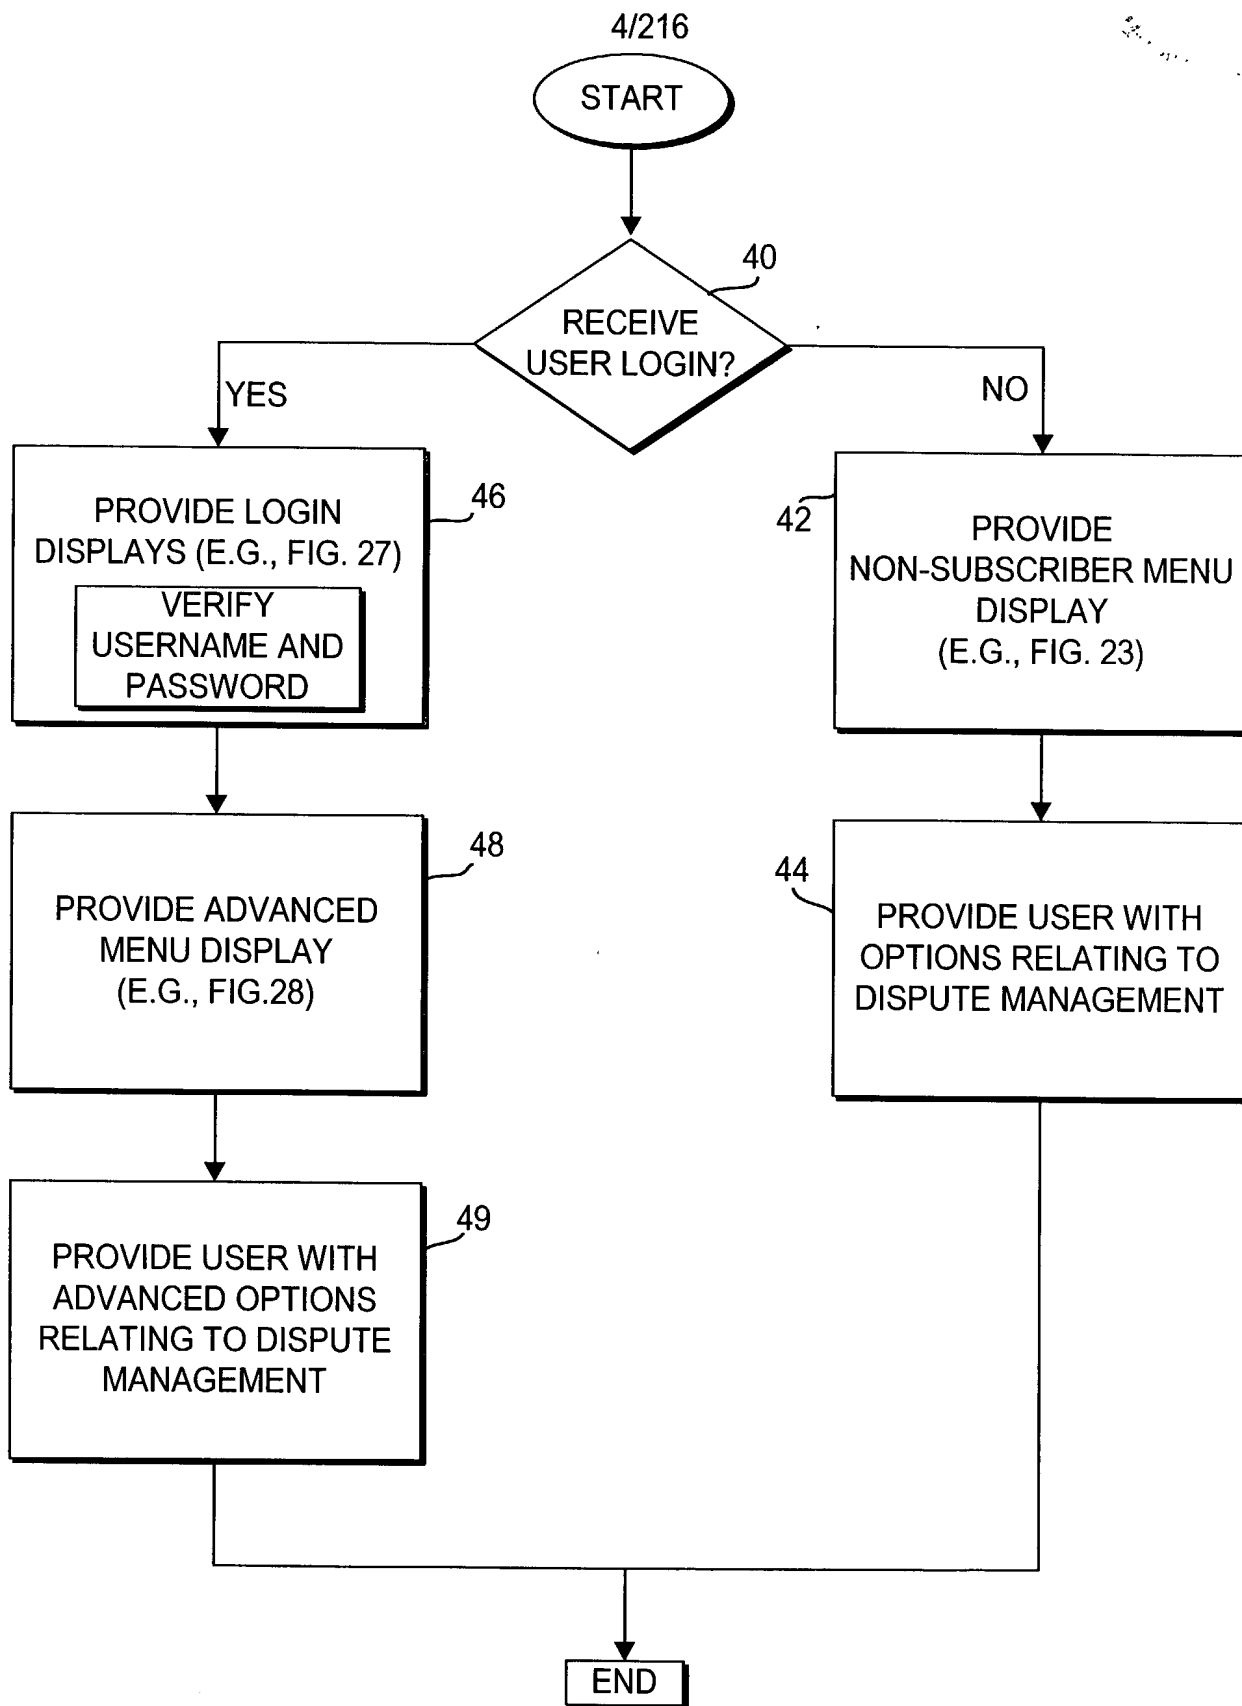 4/216
START
40
RECEIVE
USER LOGIN?
YES
NO
46
PROVIDE LOGIN
DISPLAYS (E.G., FIG. 27)
VERIFY
USERNAME AND
PASSWORD
42
PROVIDE
NON-SUBSCRIBER MENU
DISPLAY
(E.G., FIG. 23)
48
PROVIDE ADVANCED
MENU DISPLAY
(E.G., FIG.28)
44
PROVIDE USER WITH
OPTIONS RELATING TO
DISPUTE MANAGEMENT
49
PROVIDE USER WITH
ADVANCED OPTIONS
RELATING TO DISPUTE
MANAGEMENT
END